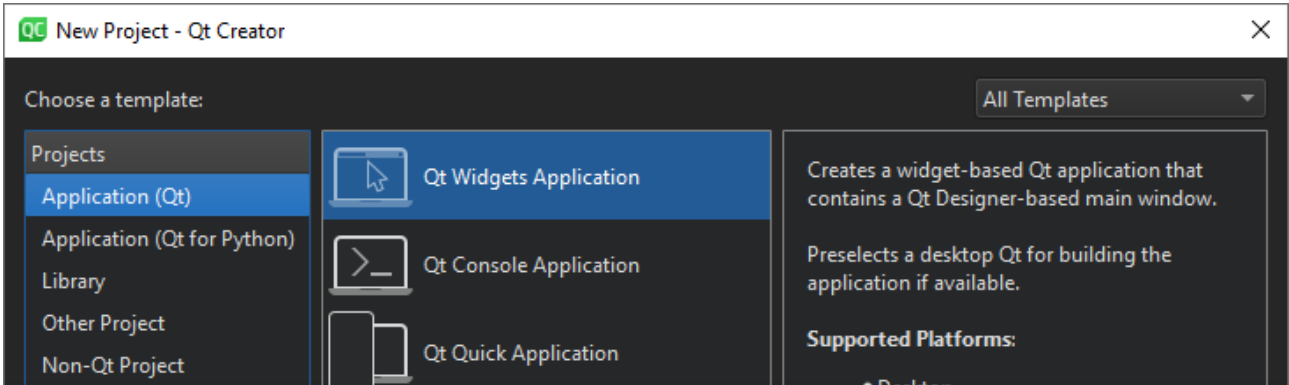 QC New Project - Qt Creator
Choose a template:
All Templates
Projects
Application (Qt)
Application (Qt for Python)
Library
Other Project
Non-Qt Project
Qt Widgets Application
Qt Console Application
Qt Quick Application
Creates a widget-based Qt application that
contains a Qt Designer-based main window.
Preselects a desktop Qt for building the
application if available.
Supported Platforms: